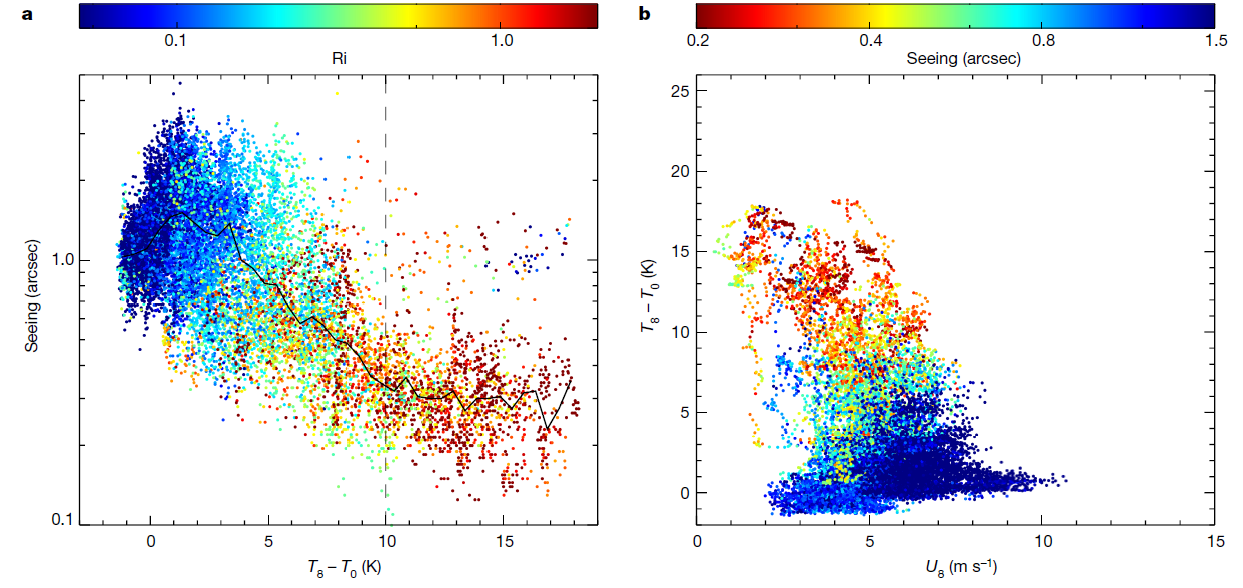 a
0.1 1.0
Ri
1.0
0.1
Seeing (arcsec)
0 5 10 15
T8 – T0 (K)
b
0.2 0.4 0.8 1.5
Seeing (arcsec)
25
20
15
10
5
0
T8 – T0 (K)
0 5 10 15
U8 (m s–1)